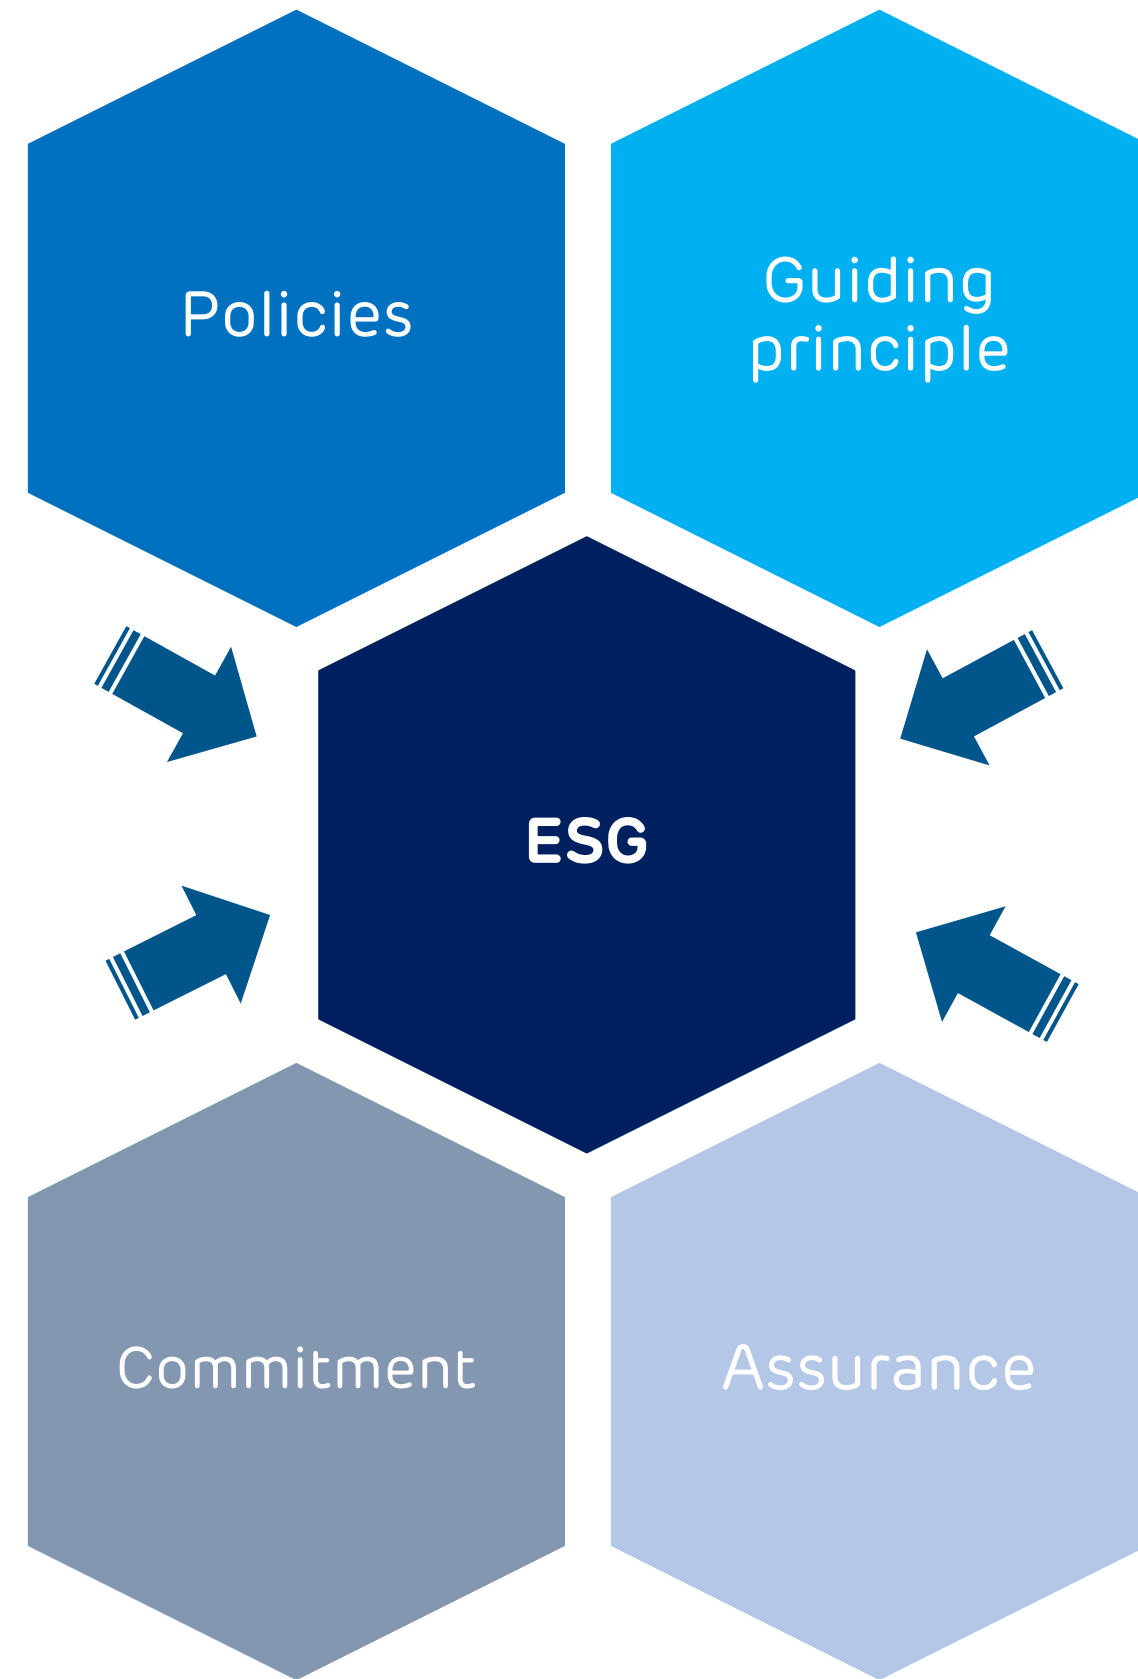 Policies
Guiding
principle
ESG
Commitment
Assurance